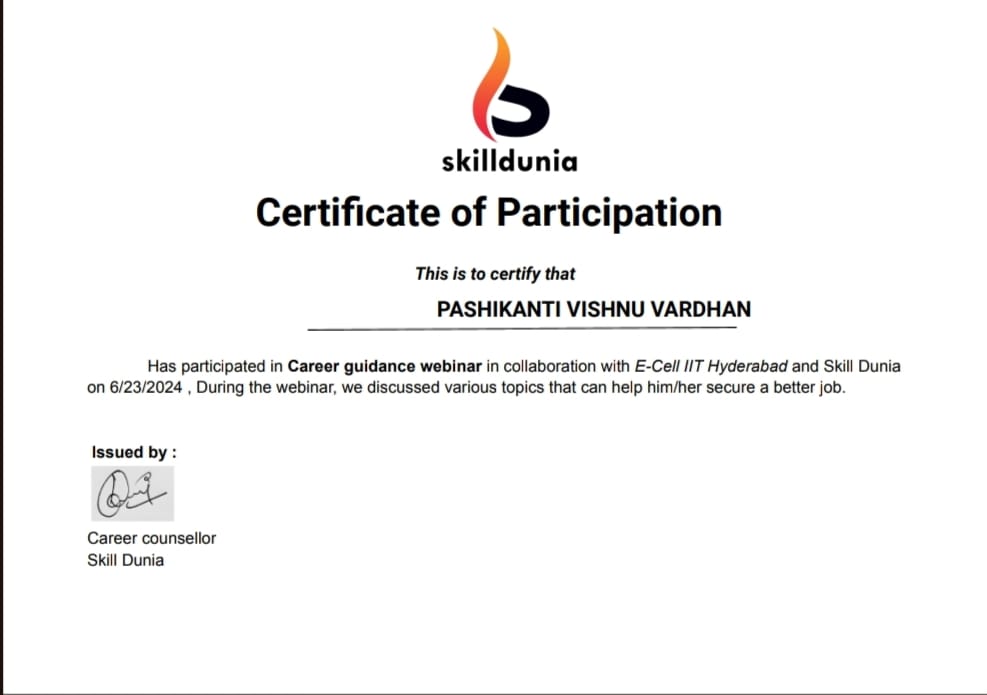 skilldunia
Certificate of Participation
This is to certify that
PASHIKANTI VISHNU VARDHAN
Has participated in Career guidance webinar in collaboration with E-Cell IIT Hyderabad and Skill Dunia
on 6/23/2024 , During the webinar, we discussed various topics that can help him/her secure a better job.
Issued by :
Career counsellor
Skill Dunia